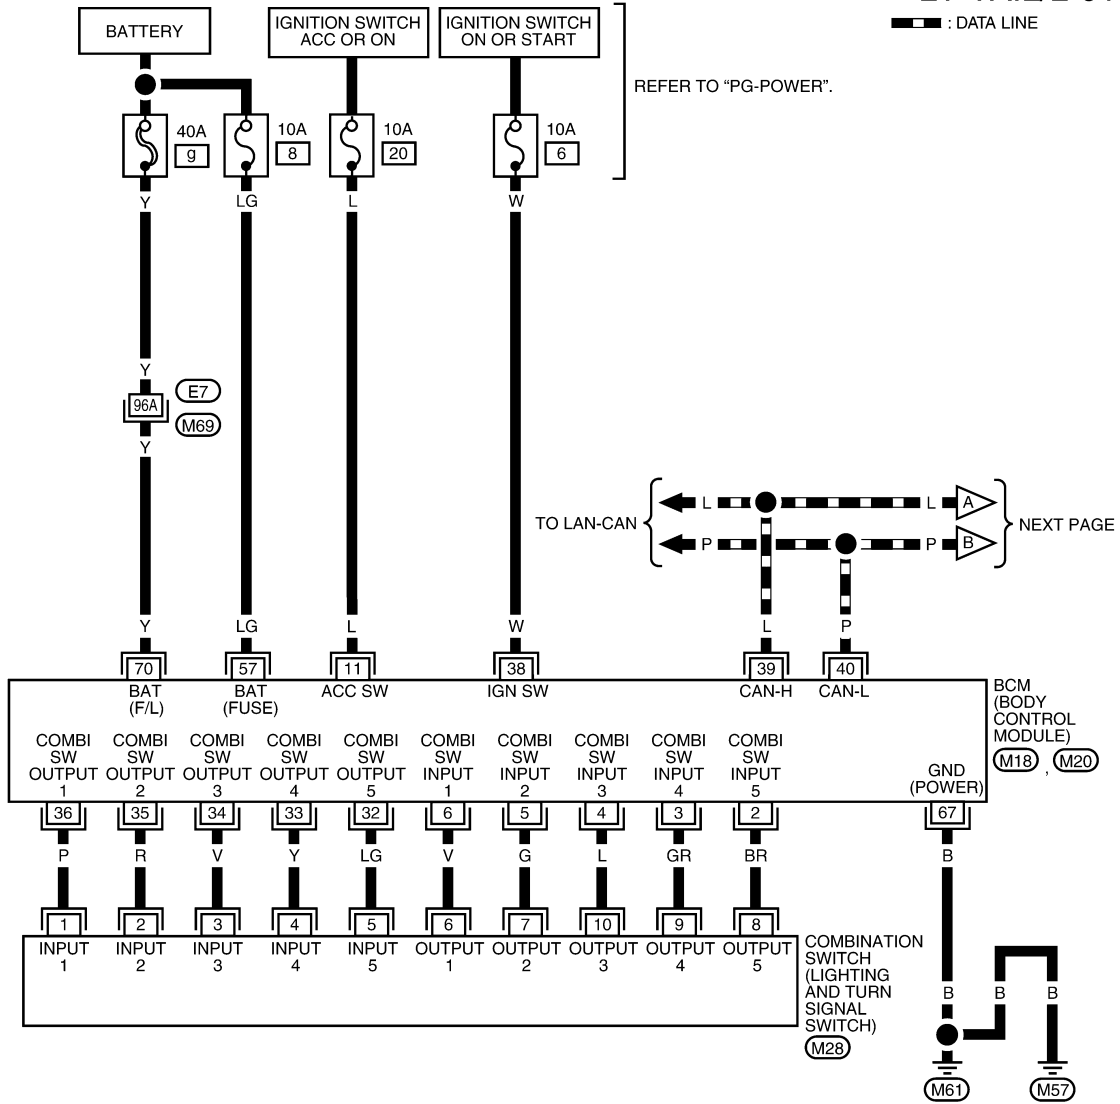 BATTERY
IGNITION SWITCH
ACC OR ON
IGNITION SWITCH
ON OR START
: DATA LINE
REFER TO “PG-POWER”.
40A
g
10A
8
10A
20
10A
6
Y LG L W
Y
96A
E7
M69
Y
TO LAN-CAN
L L A
P P B
NEXT PAGE
Y LG L W L P
70 57 11 38 39 40
BAT
(F/L)
BAT
(FUSE)
ACC SW
IGN SW
CAN-H
CAN-L
BCM
(BODY
CONTROL
MODULE)
M18 , M20
COMBI
SW
OUTPUT
1
COMBI
SW
OUTPUT
2
COMBI
SW
OUTPUT
3
COMBI
SW
OUTPUT
4
COMBI
SW
OUTPUT
5
COMBI
SW
INPUT
1
COMBI
SW
INPUT
2
COMBI
SW
INPUT
3
COMBI
SW
INPUT
4
COMBI
SW
INPUT
5
GND
(POWER)
36 35 34 33 32 6 5 4 3 2 67
P R V Y LG V G L GR BR B
1 2 3 4 5 6 7 10 9 8
INPUT
1
INPUT
2
INPUT
3
INPUT
4
INPUT
5
OUTPUT
1
OUTPUT
2
OUTPUT
3
OUTPUT
4
OUTPUT
5
COMBINATION
SWITCH
(LIGHTING
AND TURN
SIGNAL
SWITCH)
M28
B B B
M61 M57